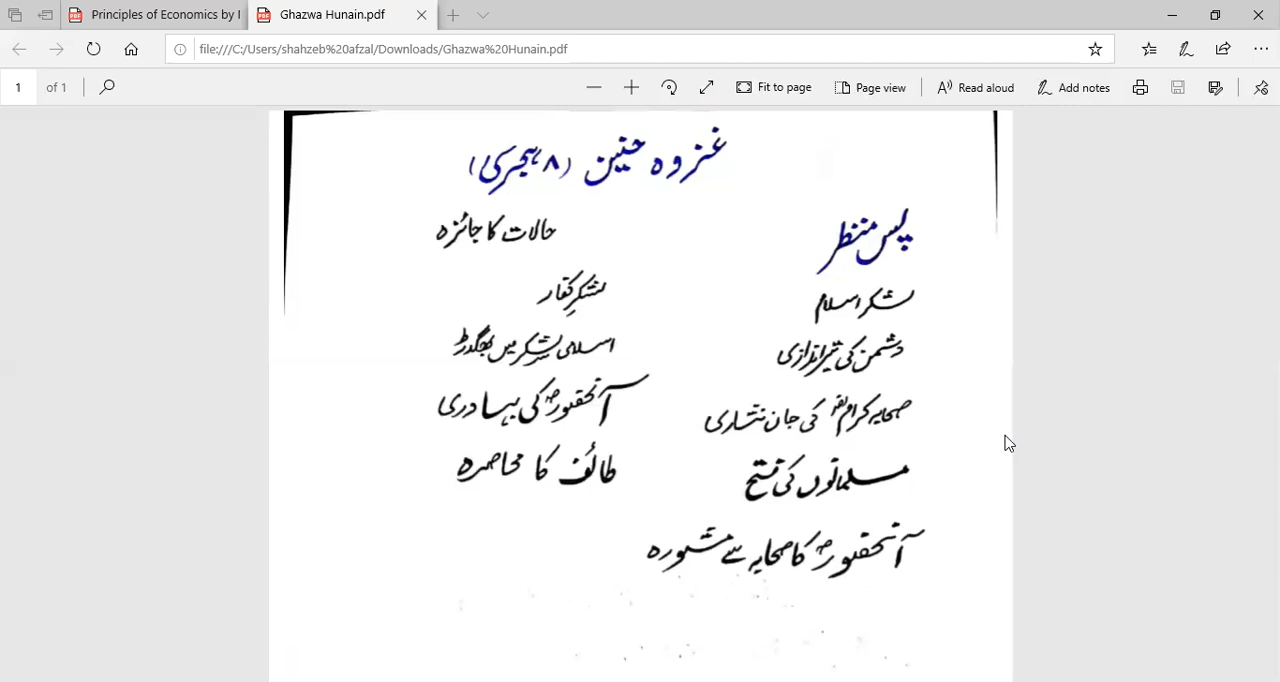 Principles of Economics by I
Ghazwa Hunain.pdf
file:///C:/Users/shahzeb%20afzal/Downloads/Ghazwa%20Hunain.pdf
1 of 1 Fit to page Page view Read aloud Add notes
غزوہ حنین (۸ ہجری)
پس منظر حالات کا جائزہ
لشکر اسلام لشکرِ کفار
دشمن کی تیراندازی اسلامی لشکر میں بھگدڑ
صحابہ کرامؓ کی جان نثاری آنحضورؐ کی بہادری
مسلمانوں کی فتح طائف کا محاصرہ
آنحضورؐ کا صحابہ سے مشورہ